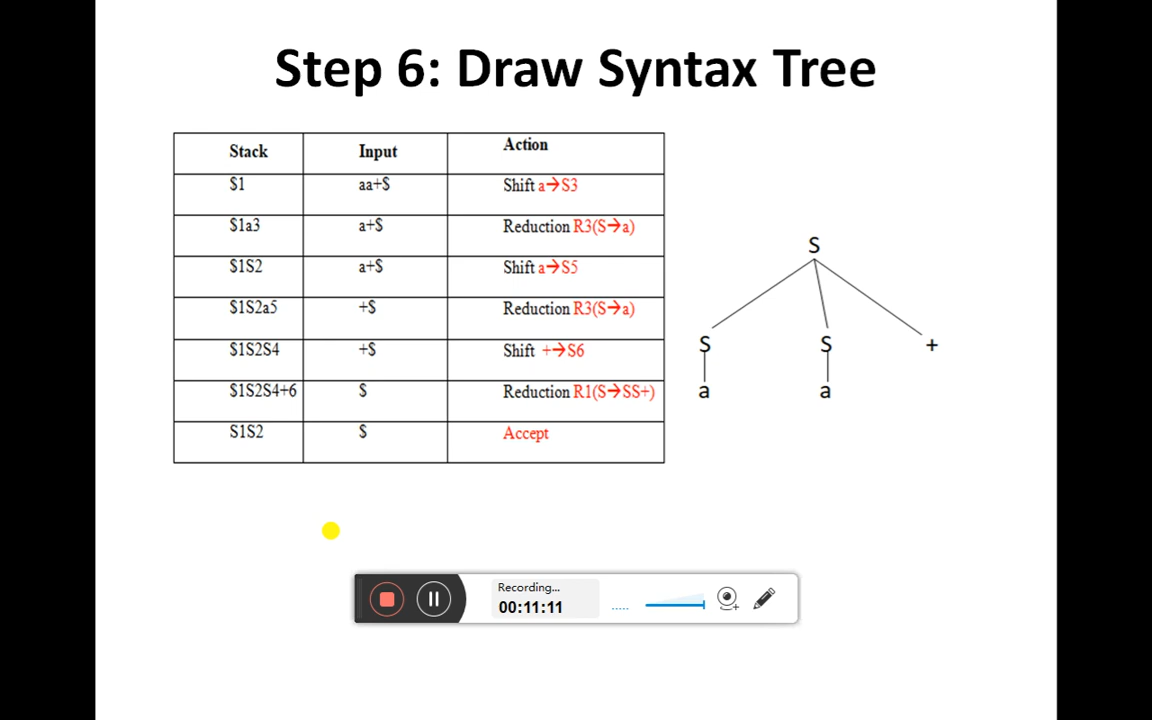 Step 6: Draw Syntax Tree
Stack Input Action
$1 aa+$ Shift a→S3
$1a3 a+$ Reduction R3(S→a)
$1S2 a+$ Shift a→S5
$1S2a5 +$ Reduction R3(S→a)
$1S2S4 +$ Shift +→S6
$1S2S4+6 $ Reduction R1(S→SS+)
S1S2 $ Accept
S
S S +
a a
Recording...
00:11:11